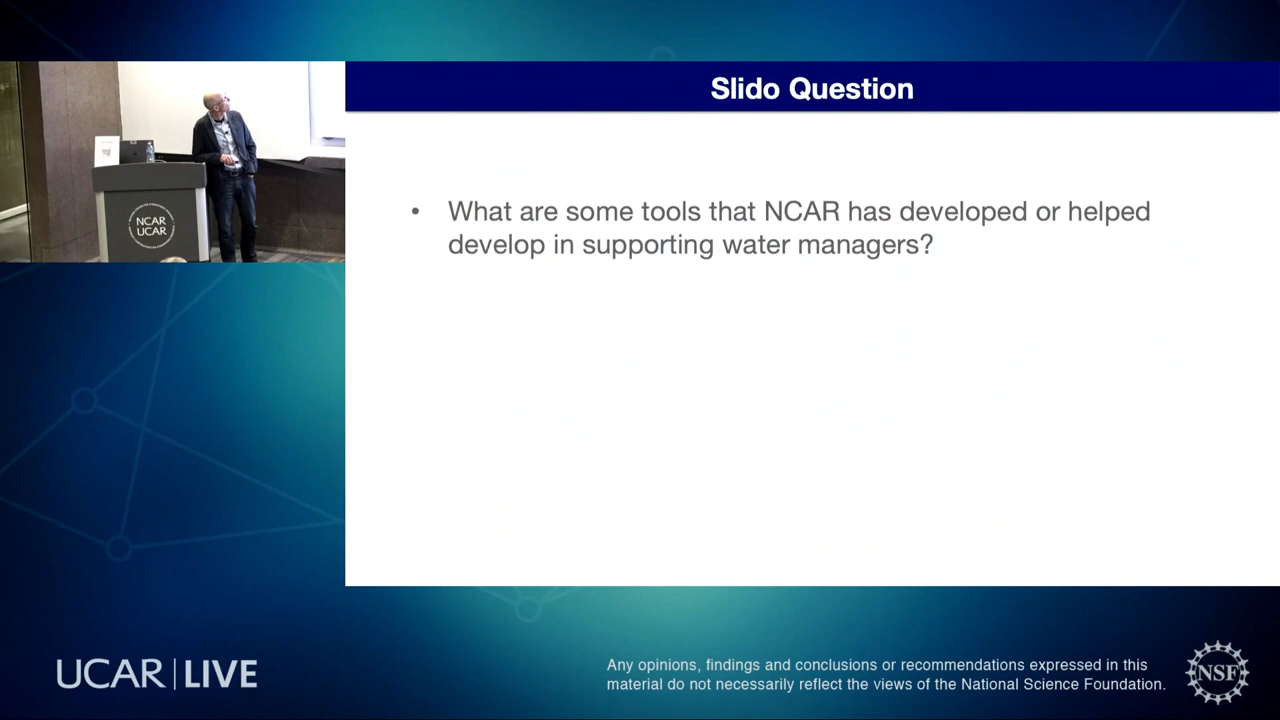 Slido Question
• What are some tools that NCAR has developed or helped
develop in supporting water managers?
NCAR
UCAR
UCAR | LIVE
Any opinions, findings and conclusions or recommendations expressed in this
material do not necessarily reflect the views of the National Science Foundation.
NSF